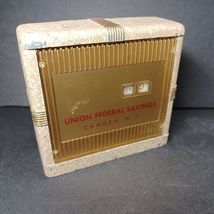 UNION FEDERAL SAVINGS
CAMDEN, N. J.